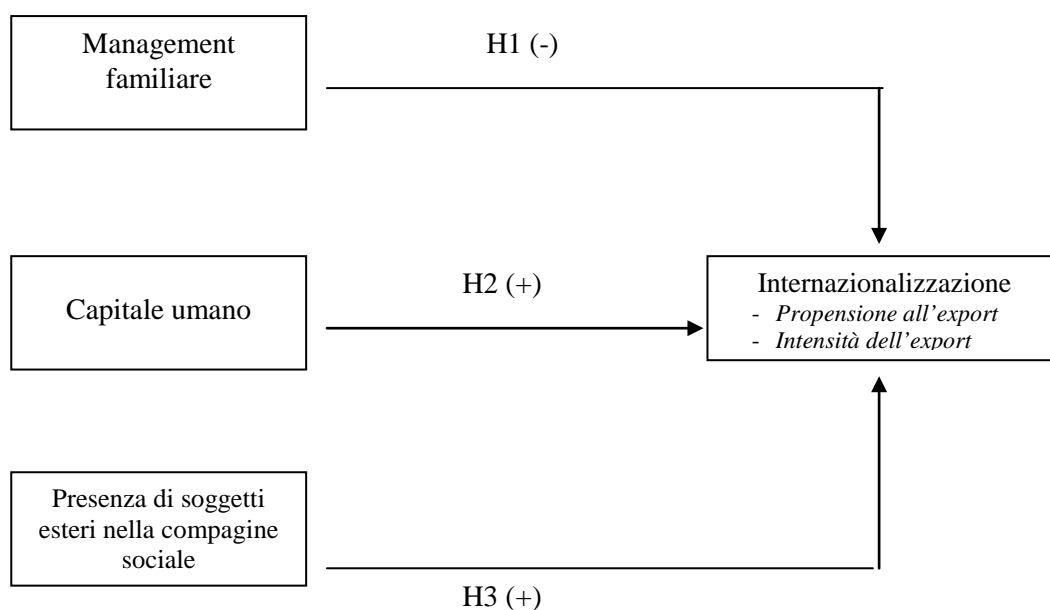 Management
familiare
H1 (-)
Capitale umano
H2 (+)
Internazionalizzazione
- Propensione all’export
- Intensità dell’export
Presenza di soggetti
esteri nella compagine
sociale
H3 (+)